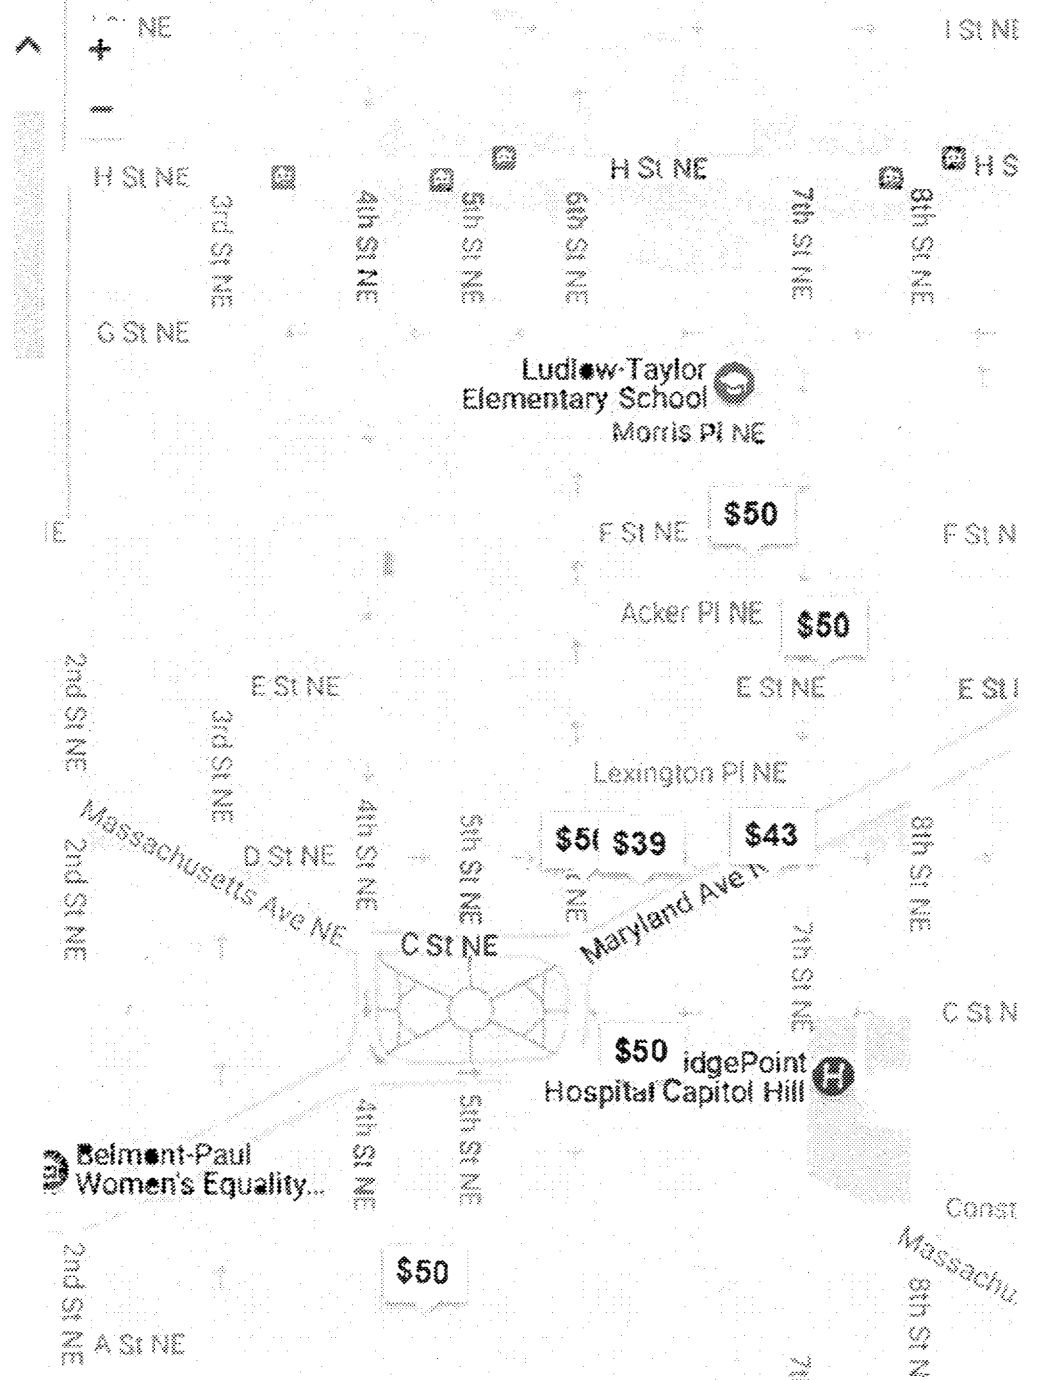 NE
I St NE
+
−
H St NE
H St NE
H S
3rd St NE
4th St NE
5th St NE
6th St NE
7th St NE
8th St NE
G St NE
Ludlow-Taylor
Elementary School
Morris Pl NE
$50
E
F St NE
F St N
Acker Pl NE
$50
2nd St NE
E St NE
E St NE
E St
3rd St NE
Lexington Pl NE
Massachusetts Ave NE
2nd St NE
D St NE
4th St NE
5th St NE
$50
$39
$43
NE
8th St NE
Maryland Ave N
C St NE
7th St NE
C St N
$50
idgePoint
Hospital Capitol Hill
H
4th St NE
5th St NE
Belmont-Paul
Women's Equality...
Const
Massachu
$50
2nd St NE
8th St N
A St NE
7t